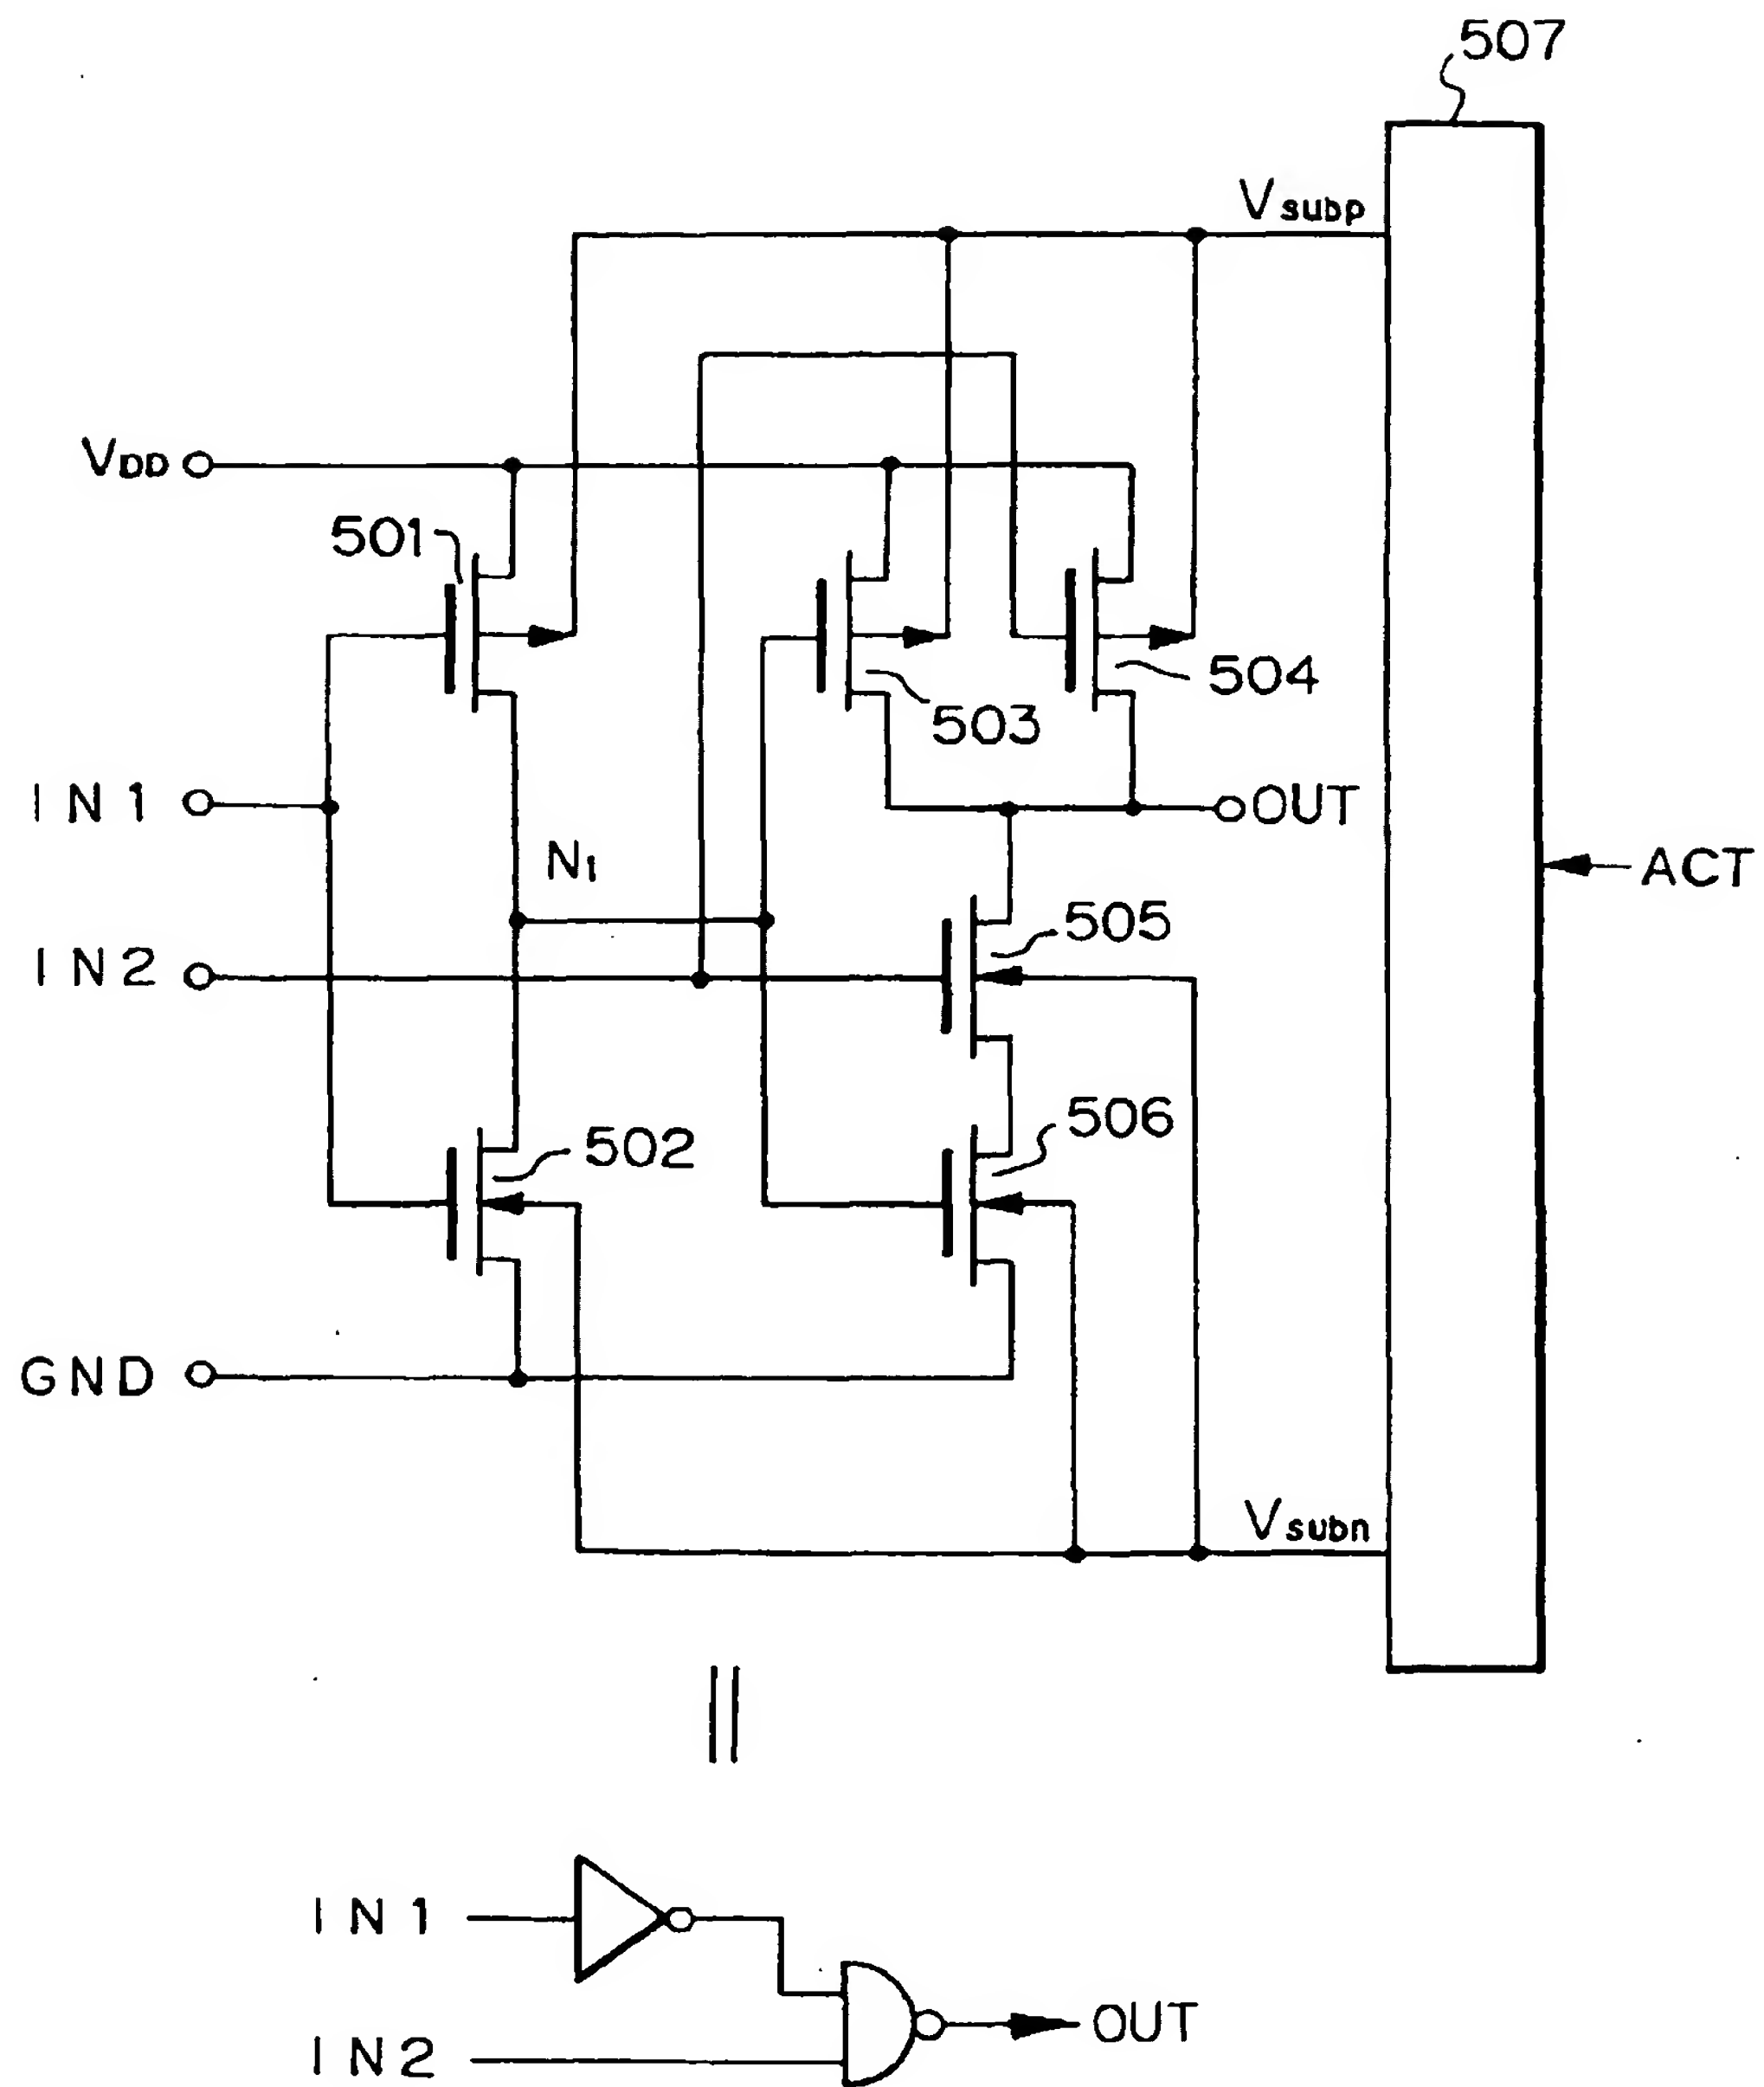 507
Vsubp
VDD
501
504
503
IN1
OUT
N1
ACT
505
IN2
506
502
GND
Vsubn
IN1
OUT
IN2